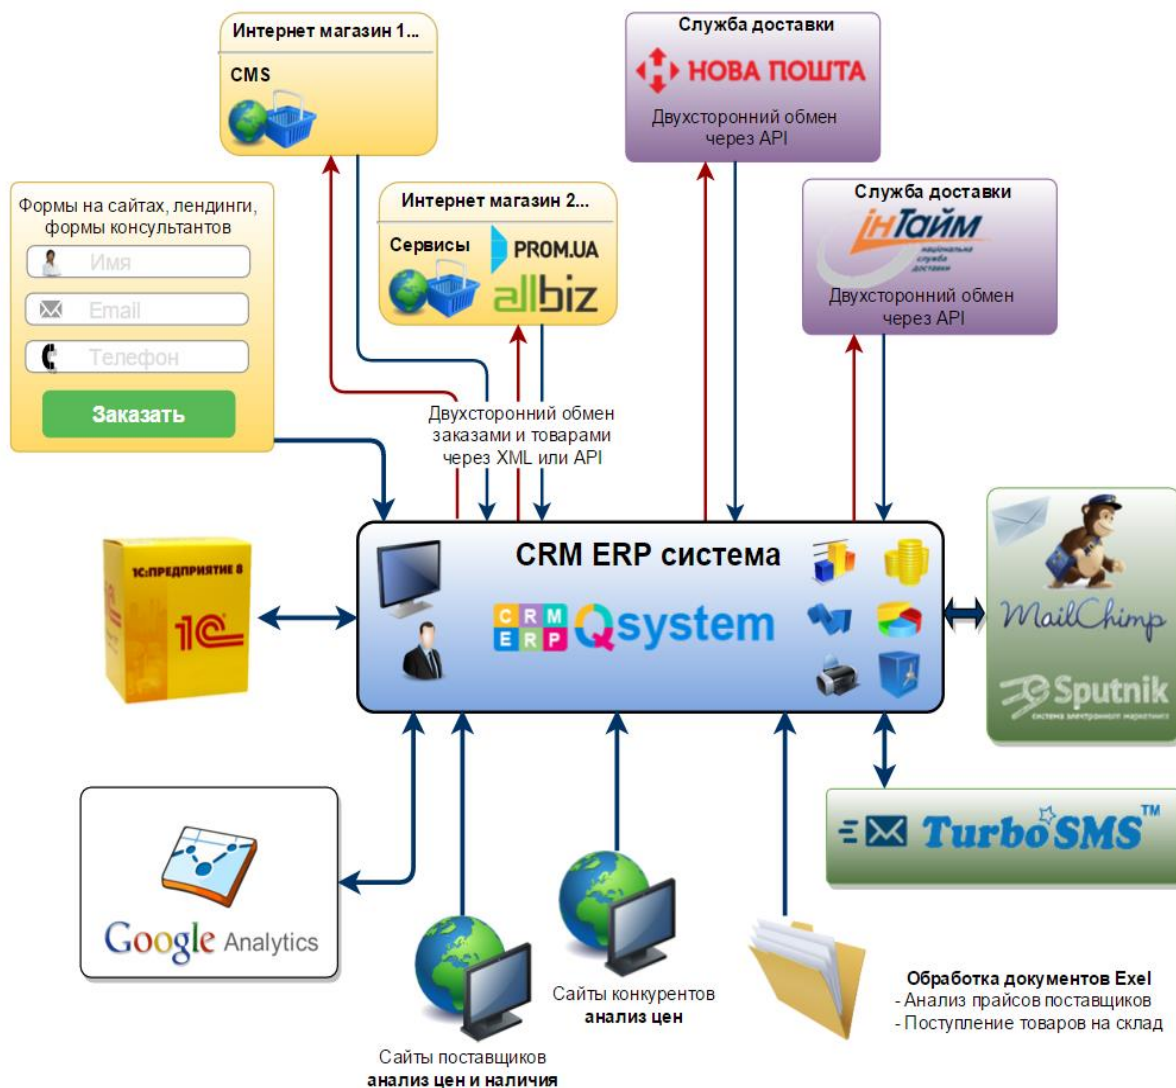 Интернет магазин 1...
CMS
Служба доставки
НОВА ПОШТА
Двухсторонний обмен
через API
Формы на сайтах, лендинги,
формы консультантов
Имя
Email
Телефон
Заказать
Интернет магазин 2...
Сервисы
PROM.UA
allbiz
Служба доставки
ІнТайм
національна
служба
доставки
Двухсторонний обмен
через API
Двухсторонний обмен
заказами и товарами
через XML или API
1С:ПРЕДПРИЯТИЕ 8
1С
CRM ERP система
CRM
ERP
Qsystem
MailChimp
eSputnik
система электронного маркетинга
TurboSMS™
Google Analytics
Сайты поставщиков
анализ цен и наличия
Сайты конкурентов
анализ цен
Обработка документов Exel
- Анализ прайсов поставщиков
- Поступление товаров на склад